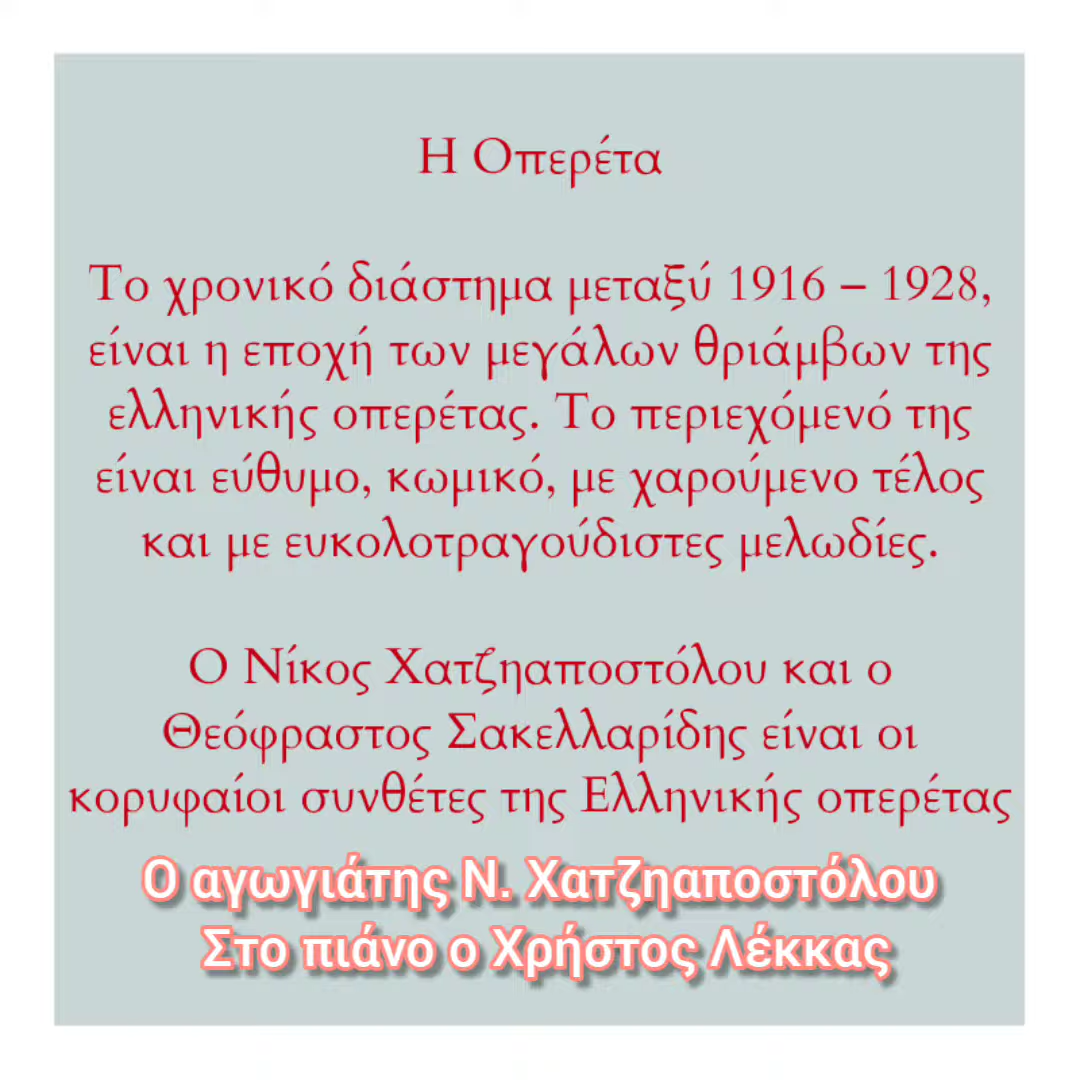 Η Οπερέτα
Το χρονικό διάστημα μεταξύ 1916 – 1928,
είναι η εποχή των μεγάλων θριάμβων της
ελληνικής οπερέτας. Το περιεχόμενό της
είναι εύθυμο, κωμικό, με χαρούμενο τέλος
και με ευκολοτραγούδιστες μελωδίες.
Ο Νίκος Χατζηαποστόλου και ο
Θεόφραστος Σακελλαρίδης είναι οι
κορυφαίοι συνθέτες της Ελληνικής οπερέτας
Ο αγωγιάτης Ν. Χατζηαποστόλου
Στο πιάνο ο Χρήστος Λέκκας